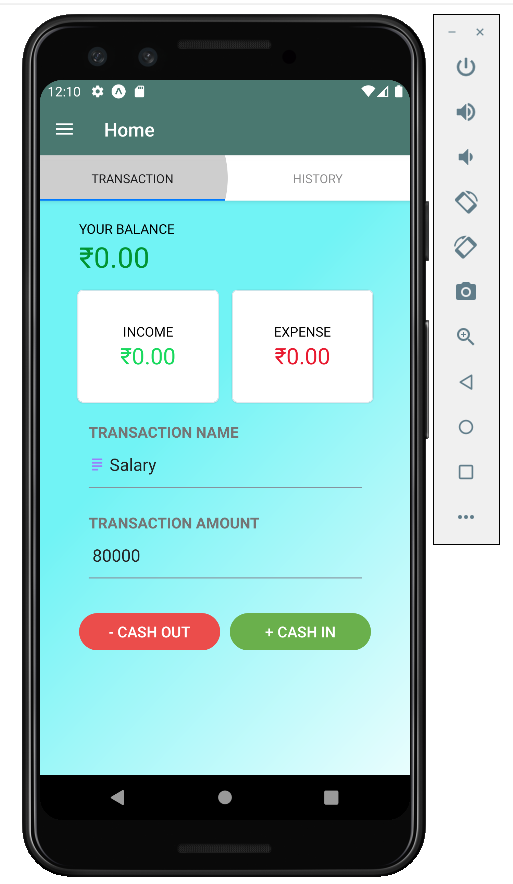 12:10
Home
TRANSACTION
HISTORY
YOUR BALANCE
₹0.00
INCOME
EXPENSE
₹0.00
₹0.00
TRANSACTION NAME
Salary
TRANSACTION AMOUNT
80000
- CASH OUT
+ CASH IN